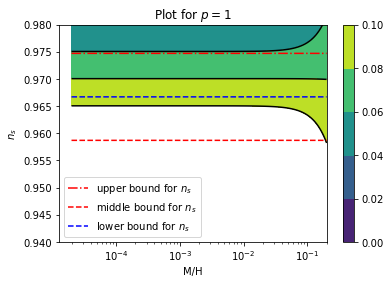 Plot for p = 1
0.980
0.975
0.970
0.965
0.960
0.955
0.950
0.945
0.940
n_s
upper bound for n_s
middle bound for n_s
lower bound for n_s
10^{-4} 10^{-3} 10^{-2} 10^{-1}
M/H
0.10
0.08
0.06
0.04
0.02
0.00